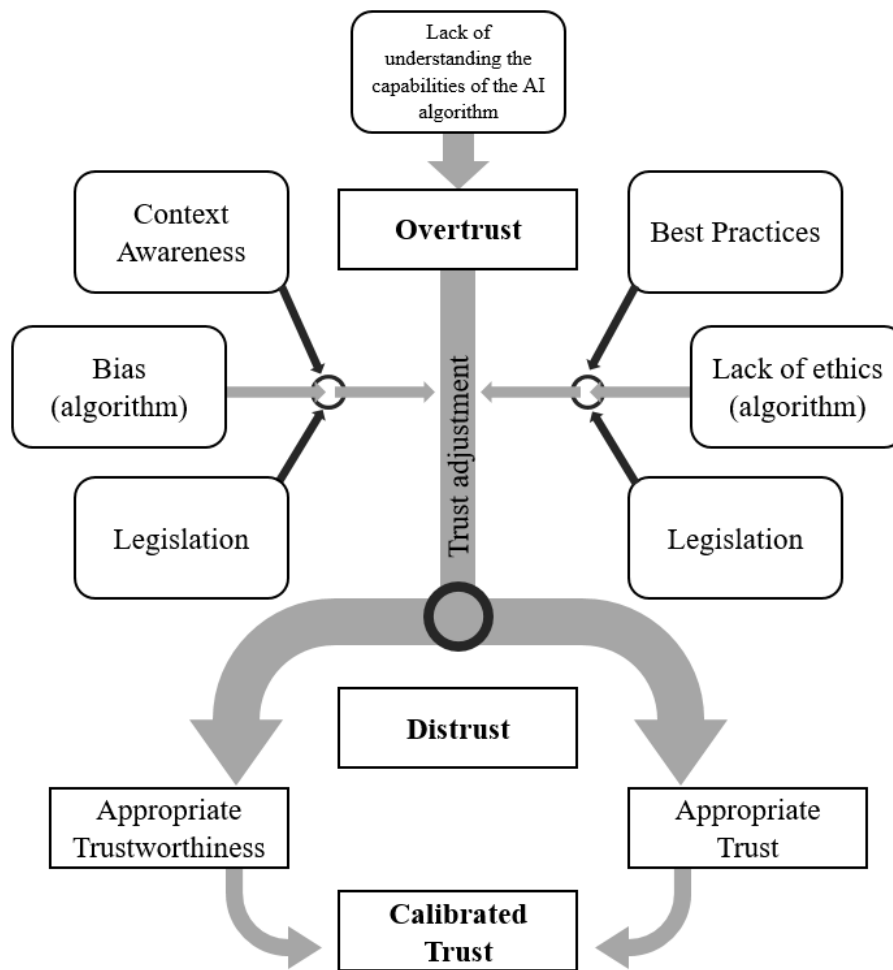 Lack of
understanding the
capabilities of the AI
algorithm
Context
Awareness
Overtrust
Best Practices
Bias
(algorithm)
Trust adjustment
Lack of ethics
(algorithm)
Legislation
Legislation
Distrust
Appropriate
Trustworthiness
Appropriate
Trust
Calibrated
Trust